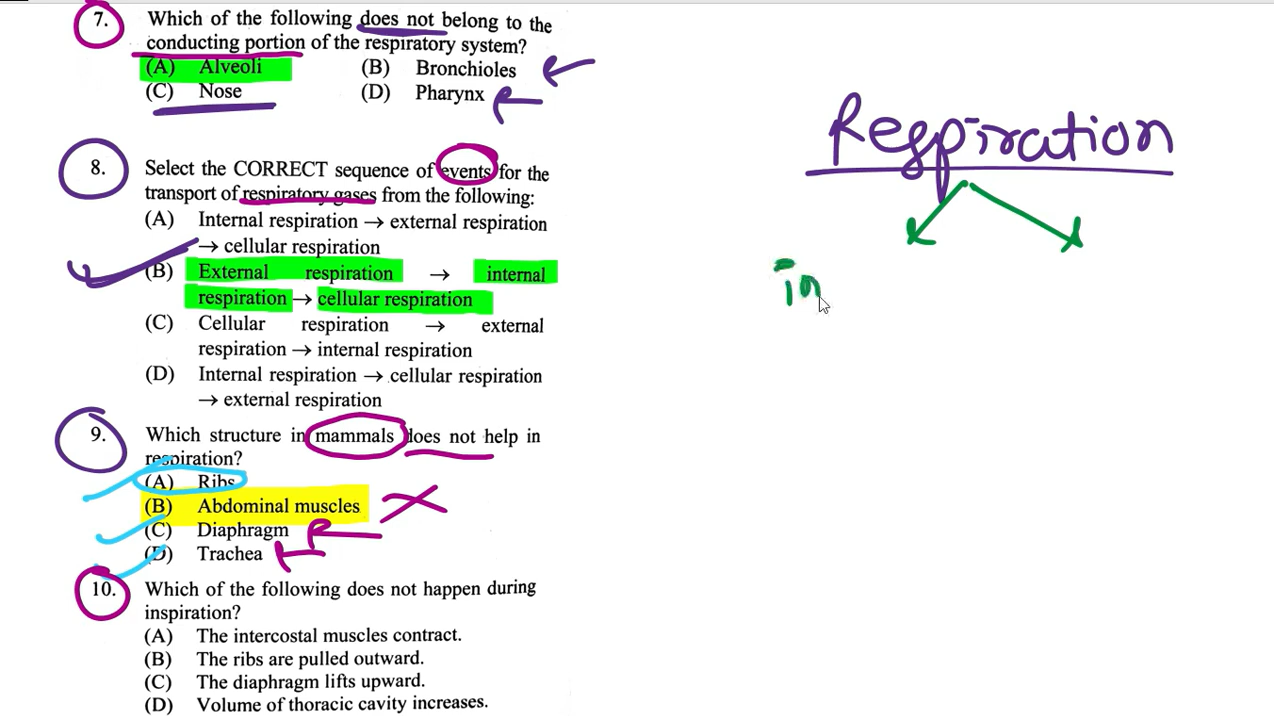 7. Which of the following does not belong to the
conducting portion of the respiratory system?
(A) Alveoli (B) Bronchioles
(C) Nose (D) Pharynx
8. Select the CORRECT sequence of events for the
transport of respiratory gases from the following:
(A) Internal respiration → external respiration
→ cellular respiration
(B) External respiration → internal
respiration → cellular respiration
(C) Cellular respiration → external
respiration → internal respiration
(D) Internal respiration → cellular respiration
→ external respiration
9. Which structure in mammals does not help in
respiration?
(A) Ribs
(B) Abdominal muscles
(C) Diaphragm
(D) Trachea
10. Which of the following does not happen during
inspiration?
(A) The intercostal muscles contract.
(B) The ribs are pulled outward.
(C) The diaphragm lifts upward.
(D) Volume of thoracic cavity increases.
Respiration
in